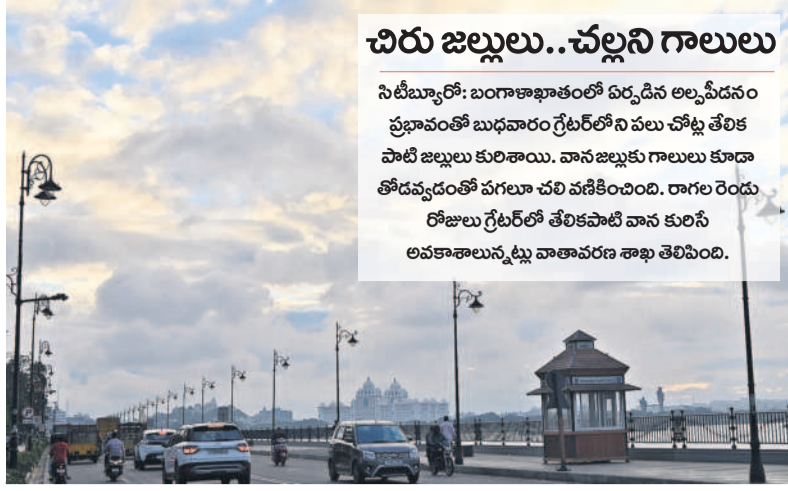 చిరు జల్లులు..చల్లని గాలులు
సిటీబ్యూరో: బంగాళాఖాతంలో ఏర్పడిన అల్పపీడనం
ప్రభావంతో బుధవారం గ్రేటర్‌లోని పలు చోట్ల తేలిక
పాటి జల్లులు కురిశాయి. వాన జల్లుకు గాలులు కూడా
తోడవ్వడంతో పగలూ చలి వణికించింది. రాగల రెండు
రోజులు గ్రేటర్‌లో తేలికపాటి వాన కురిసే
అవకాశాలున్నట్లు వాతావరణ శాఖ తెలిపింది.